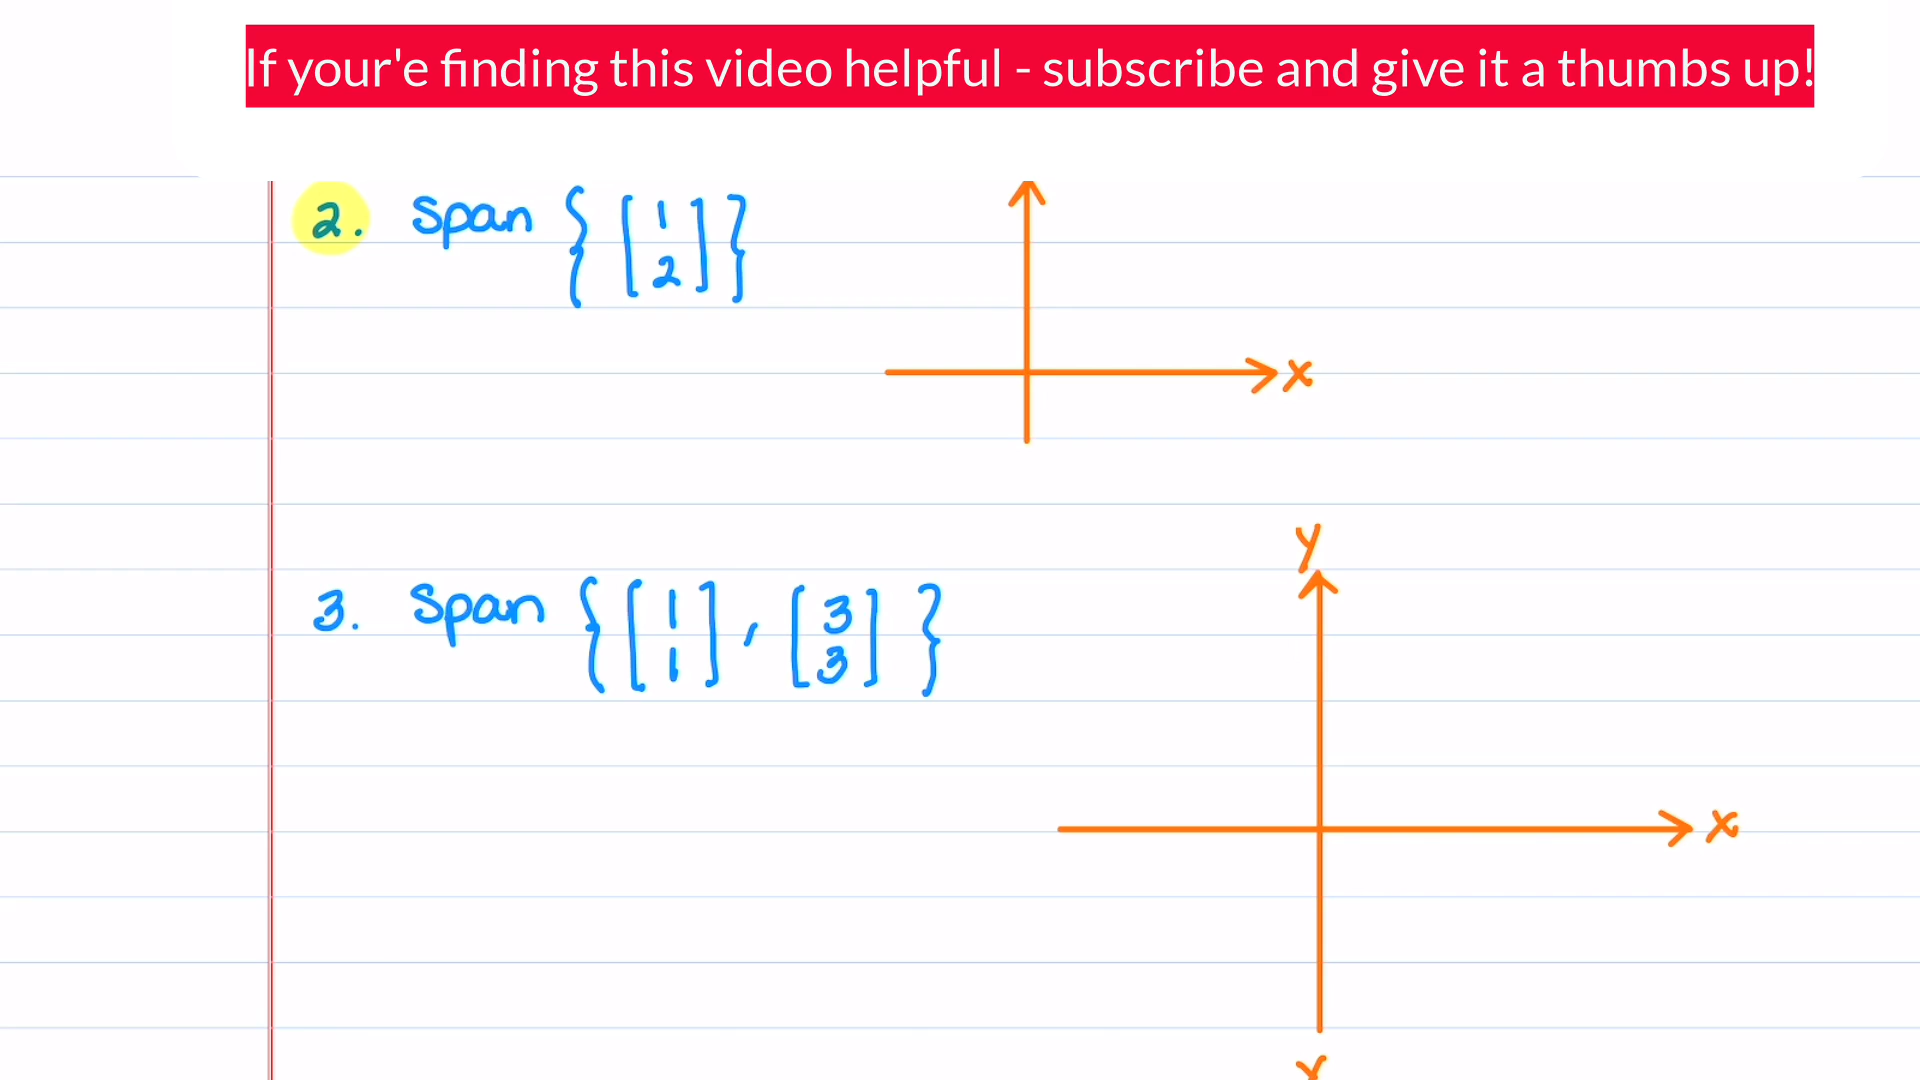 If your'e finding this video helpful - subscribe and give it a thumbs up!
2. Span { [ 1 2 ] }
x
y
3. Span { [ 1 1 ] , [ 3 3 ] }
x